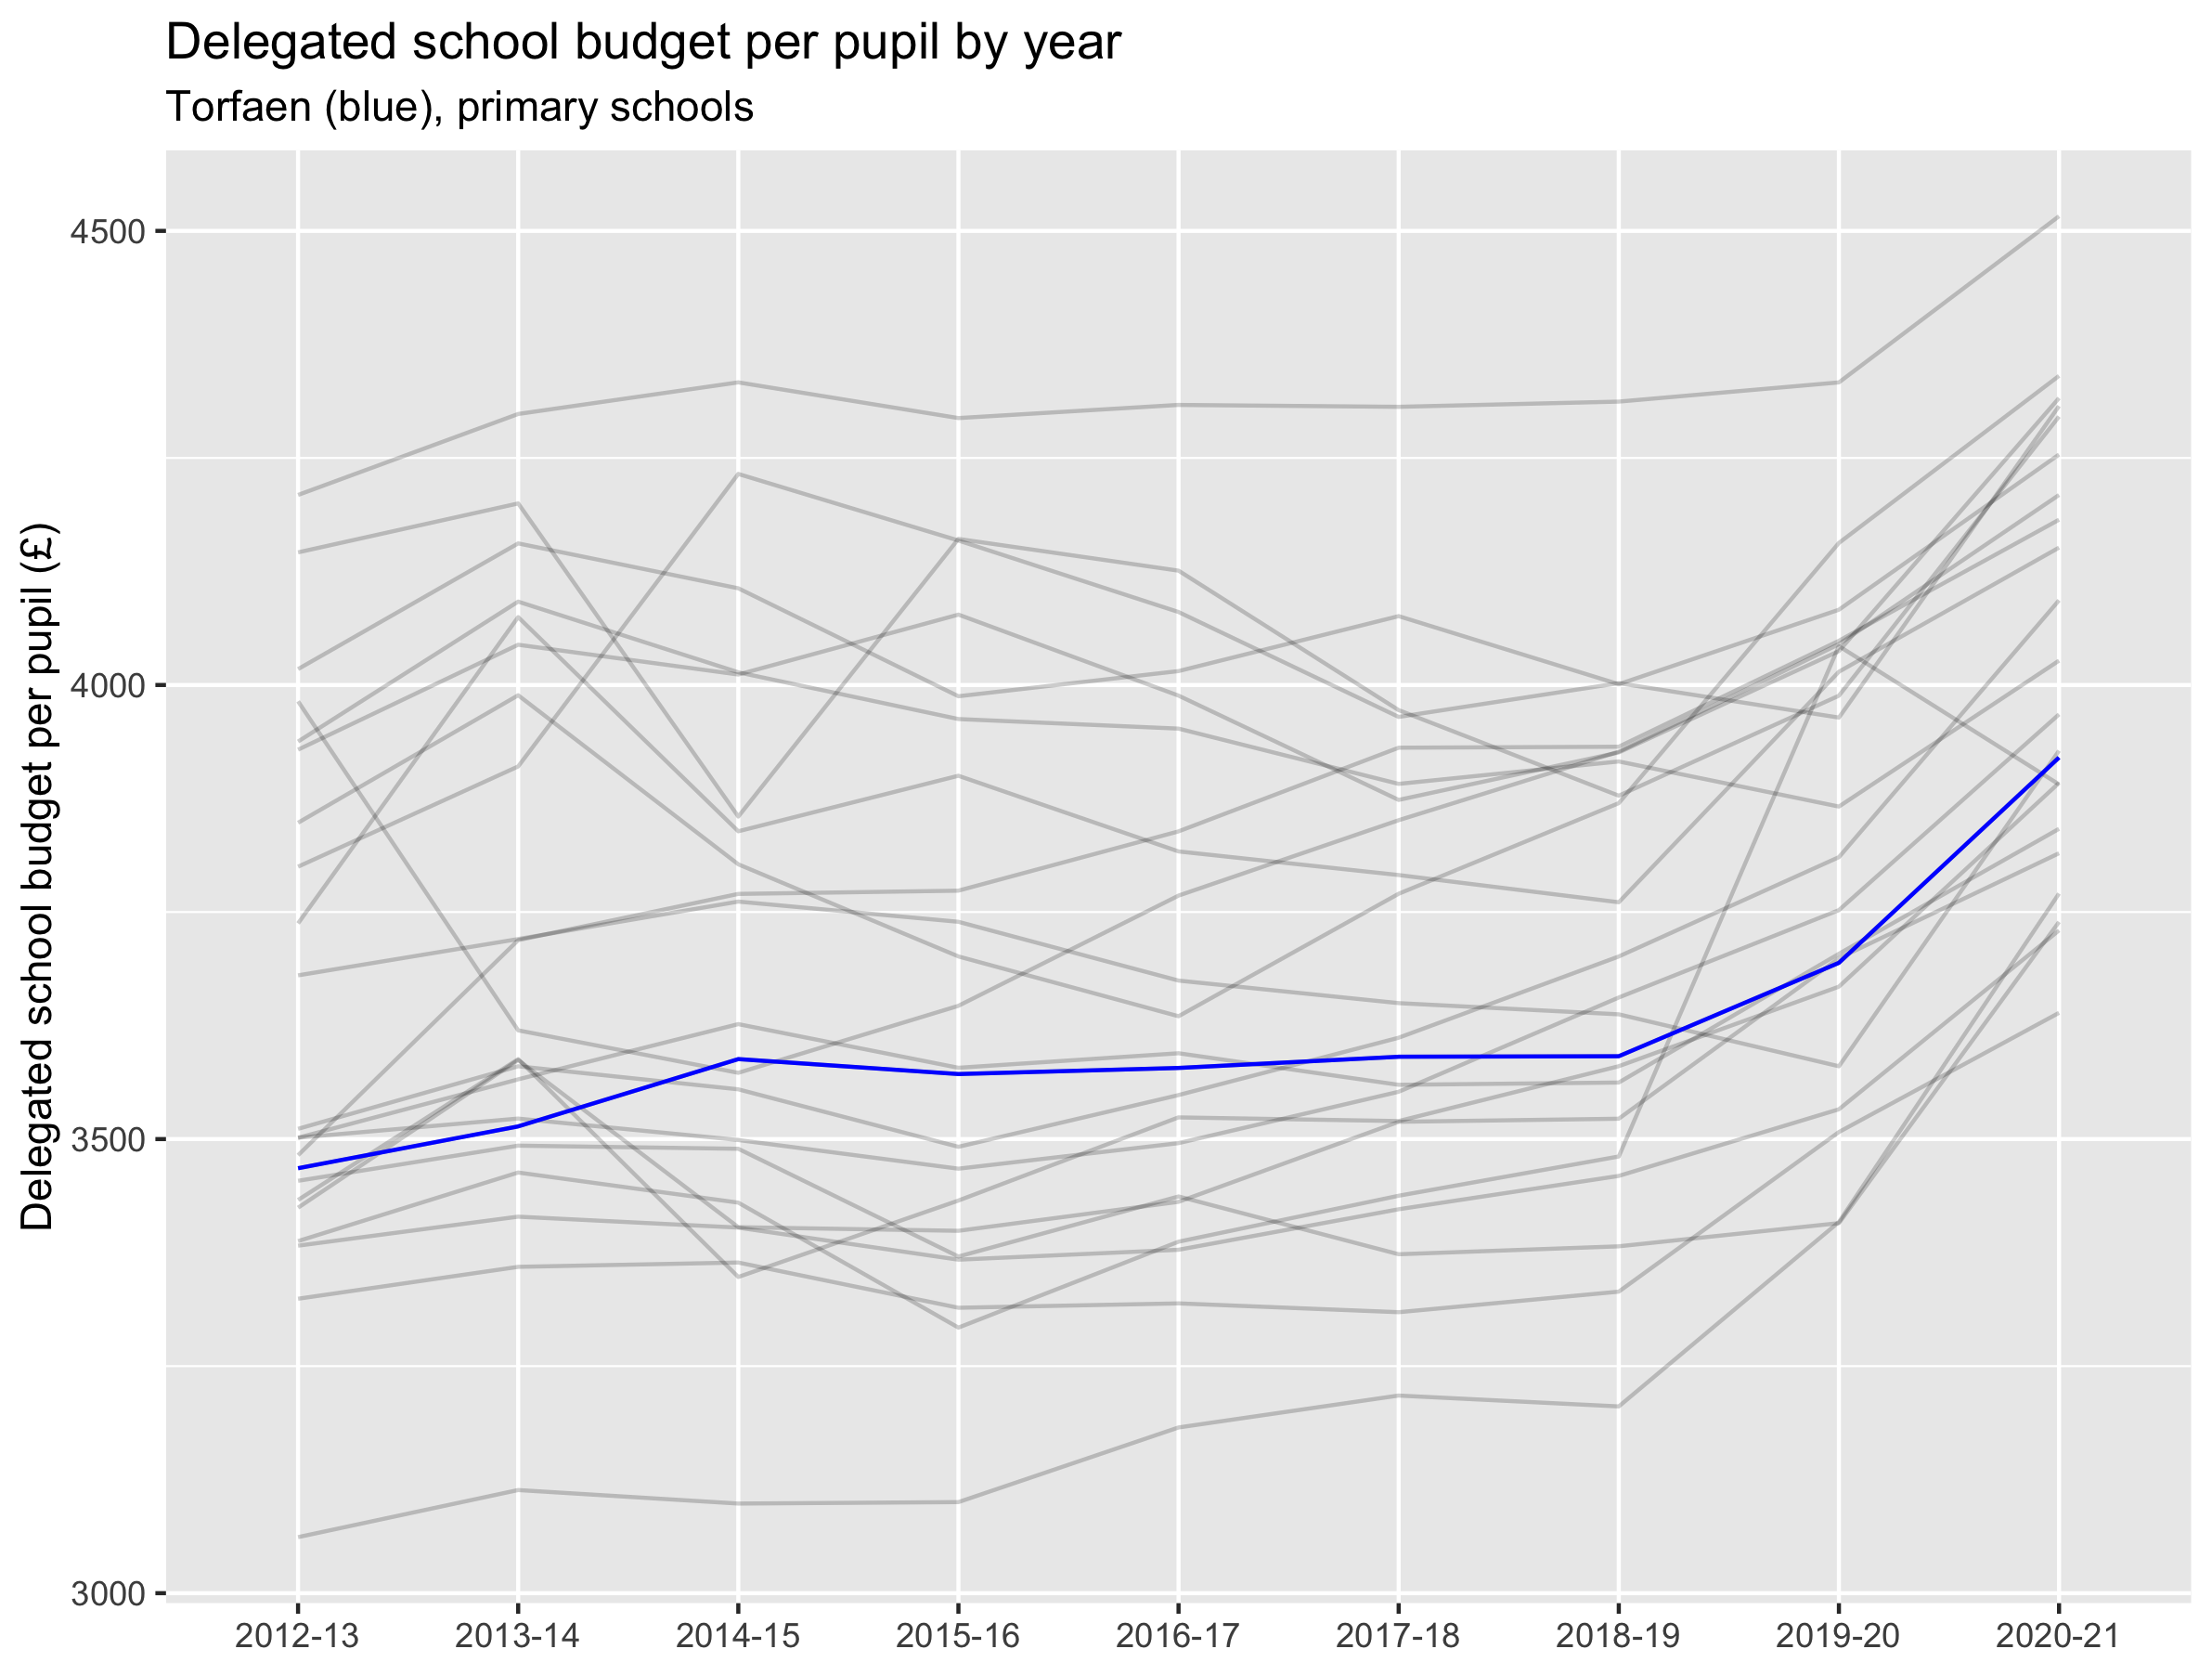 Delegated school budget per pupil by year
Torfaen (blue), primary schools
Delegated school budget per pupil (£)
4500
4000
3500
3000
2012-13 2013-14 2014-15 2015-16 2016-17 2017-18 2018-19 2019-20 2020-21